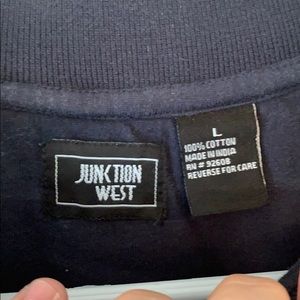 JUNCTION
WEST
L
100% COTTON
MADE IN INDIA
RN # 92608
REVERSE FOR CARE